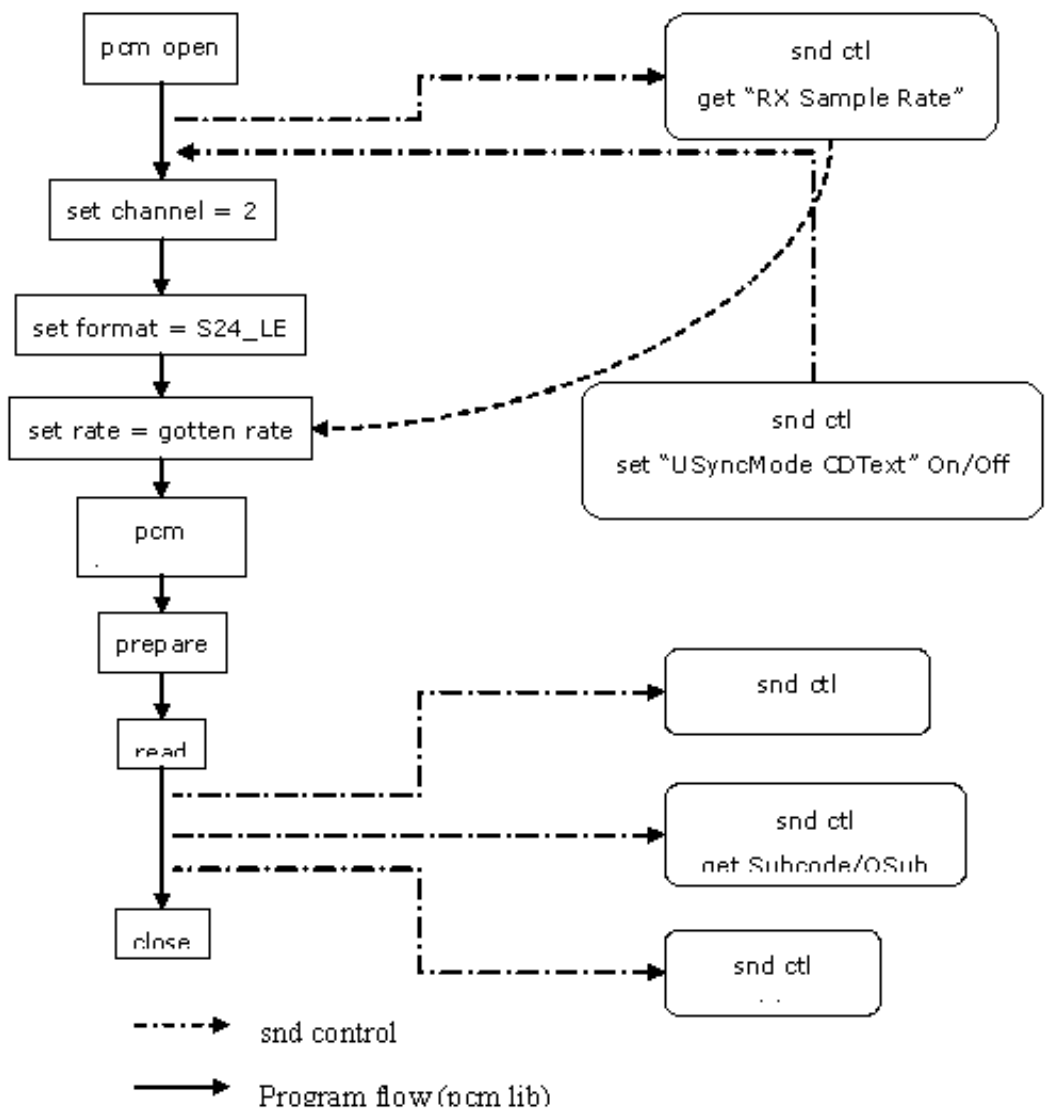 pcm open
snd ctl
get “RX Sample Rate”
set channel = 2
set format = S24_LE
set rate = gotten rate
snd ctl
set “USyncMode CDText” On/Off
pcm
prepare
snd ctl
read
snd ctl
get Subcode/QSub
close
snd ctl
snd control
Program flow (pcm lib)